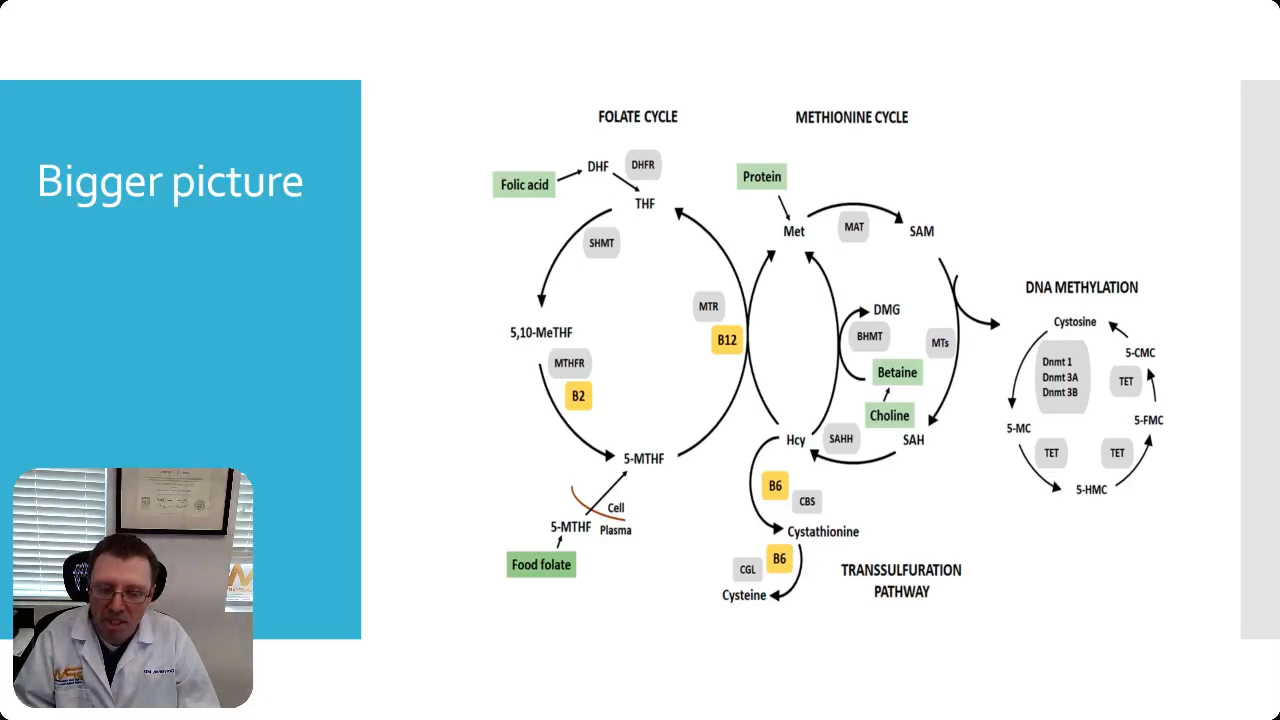 Bigger picture
FOLATE CYCLE
METHIONINE CYCLE
Folic acid
DHF
DHFR
THF
SHMT
5,10-MeTHF
MTHFR
B2
MTR
B12
5-MTHF
Cell
Plasma
5-MTHF
Food folate
Protein
Met
MAT
SAM
DMG
BHMT
MTs
Betaine
Choline
Hcy
SAHH
SAH
B6
CBS
Cystathionine
B6
CGL
Cysteine
TRANSSULFURATION
PATHWAY
DNA METHYLATION
Cystosine
5-CMC
Dnmt 1
Dnmt 3A
Dnmt 3B
TET
5-MC
5-FMC
TET
TET
5-HMC